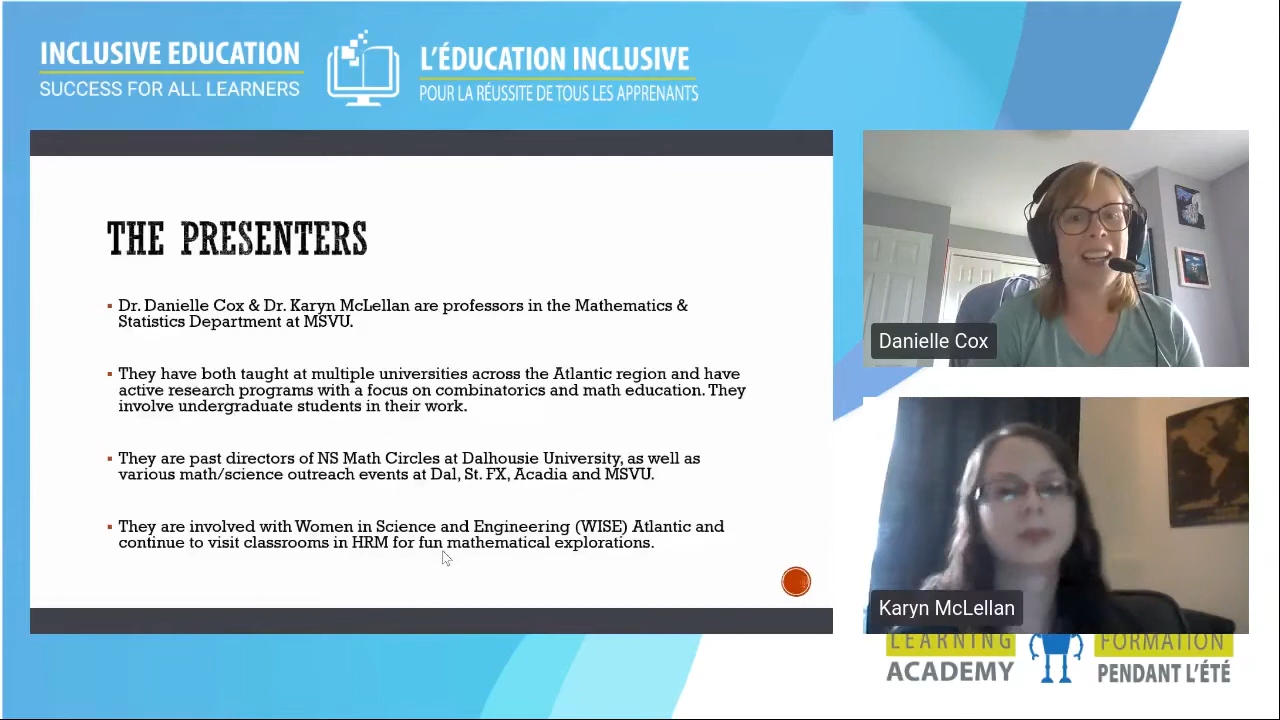 INCLUSIVE EDUCATION
SUCCESS FOR ALL LEARNERS
L'ÉDUCATION INCLUSIVE
POUR LA RÉUSSITE DE TOUS LES APPRENANTS
THE PRESENTERS
▪ Dr. Danielle Cox & Dr. Karyn McLellan are professors in the Mathematics &
Statistics Department at MSVU.
▪ They have both taught at multiple universities across the Atlantic region and have
active research programs with a focus on combinatorics and math education. They
involve undergraduate students in their work.
▪ They are past directors of NS Math Circles at Dalhousie University, as well as
various math/science outreach events at Dal, St. FX, Acadia and MSVU.
▪ They are involved with Women in Science and Engineering (WISE) Atlantic and
continue to visit classrooms in HRM for fun mathematical explorations.
Danielle Cox
Karyn McLellan
LEARNING
ACADEMY
FORMATION
PENDANT L'ÉTÉ